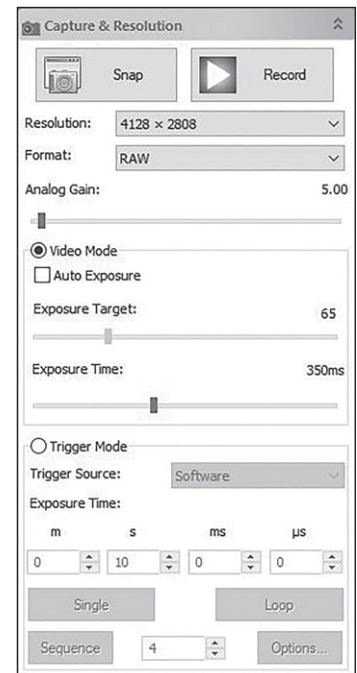 Capture & Resolution
Snap Record
Resolution: 4128 × 2808
Format: RAW
Analog Gain: 5.00
Video Mode
Auto Exposure
Exposure Target: 65
Exposure Time: 350ms
Trigger Mode
Trigger Source: Software
Exposure Time:
m s ms µs
0 10 0 0
Single Loop
Sequence 4 Options...